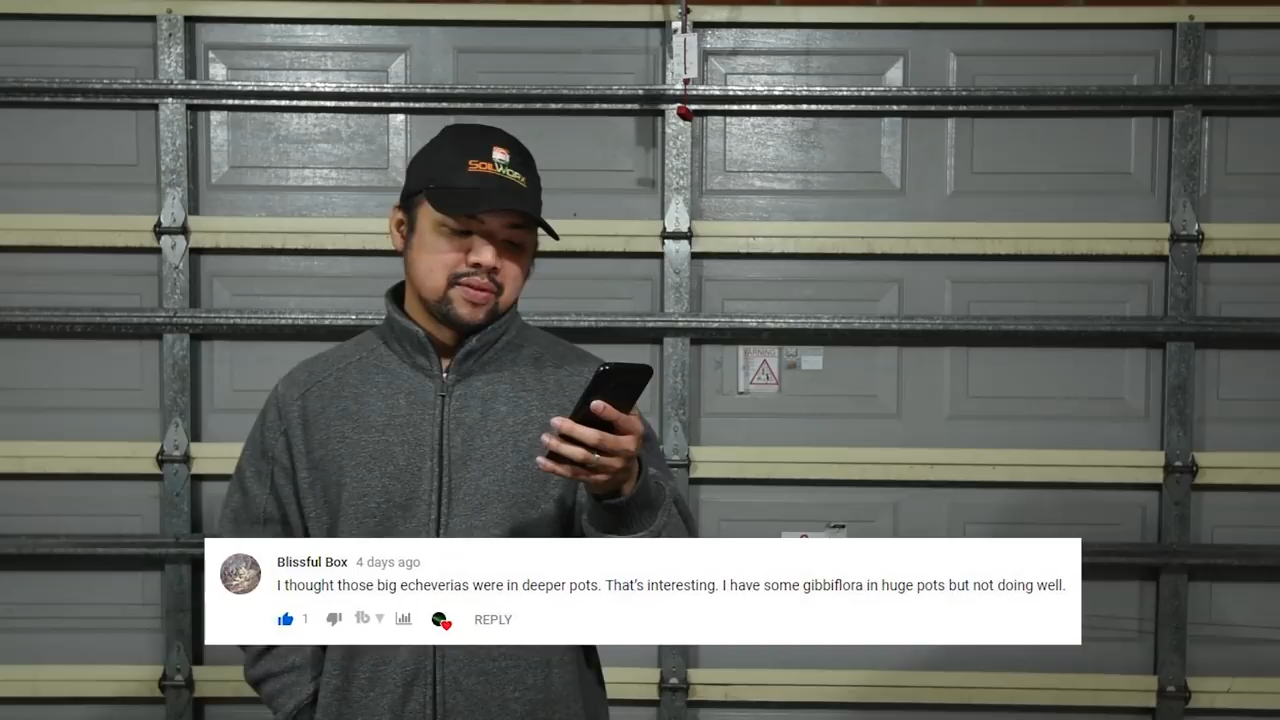 SOILWORX
WARNING
Blissful Box 4 days ago
I thought those big echeverias were in deeper pots. That's interesting. I have some gibbiflora in huge pots but not doing well.
1
REPLY